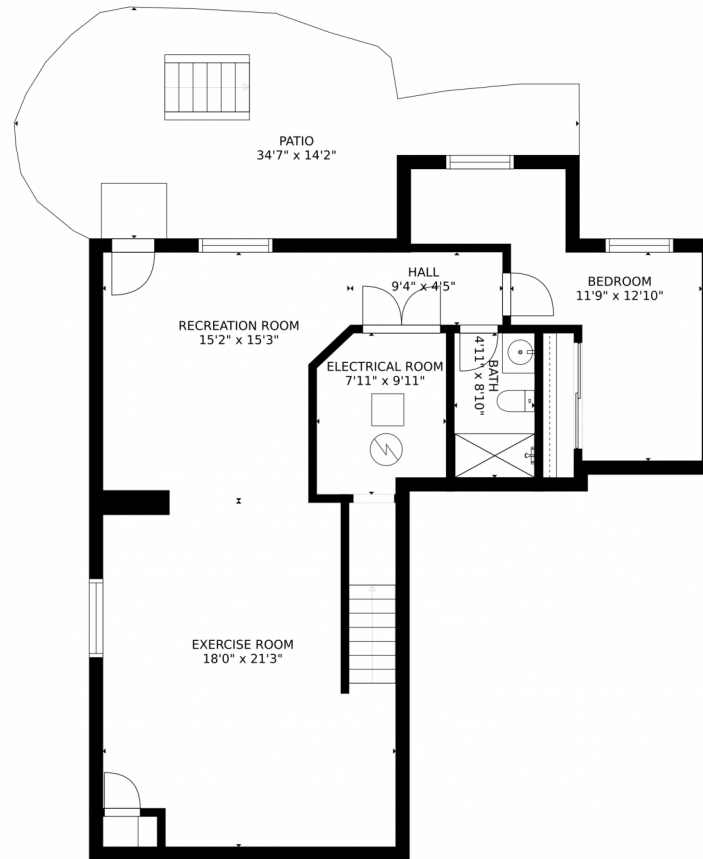 PATIO
34'7" x 14'2"
HALL
9'4" x 4'5"
BEDROOM
11'9" x 12'10"
RECREATION ROOM
15'2" x 15'3"
ELECTRICAL ROOM
7'11" x 9'11"
BATH
4'11" x 8'10"
EXERCISE ROOM
18'0" x 21'3"